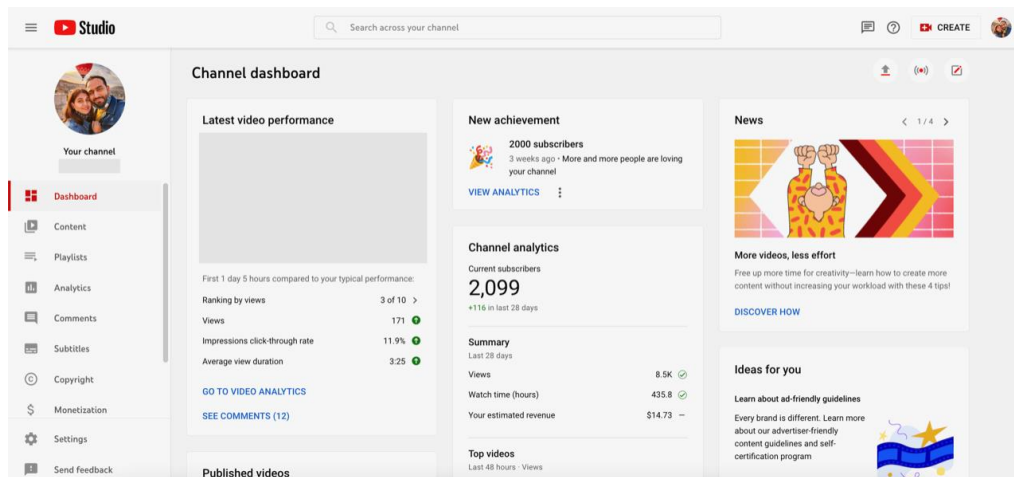 Studio
Search across your channel
CREATE
Your channel
Dashboard
Content
Playlists
Analytics
Comments
Subtitles
Copyright
Monetization
Settings
Send feedback
Channel dashboard
Latest video performance
First 1 day 5 hours compared to your typical performance:
Ranking by views 3 of 10
Views 171
Impressions click-through rate 11.9%
Average view duration 3:25
GO TO VIDEO ANALYTICS
SEE COMMENTS (12)
Published videos
New achievement
2000 subscribers
3 weeks ago · More and more people are loving
your channel
VIEW ANALYTICS
Channel analytics
Current subscribers
2,099
+116 in last 28 days
Summary
Last 28 days
Views 8.5K
Watch time (hours) 435.8
Your estimated revenue $14.73 –
Top videos
Last 48 hours · Views
News
1 / 4
More videos, less effort
Free up more time for creativity—learn how to create more
content without increasing your workload with these 4 tips!
DISCOVER HOW
Ideas for you
Learn about ad-friendly guidelines
Every brand is different. Learn more
about our advertiser-friendly
content guidelines and self-
certification program